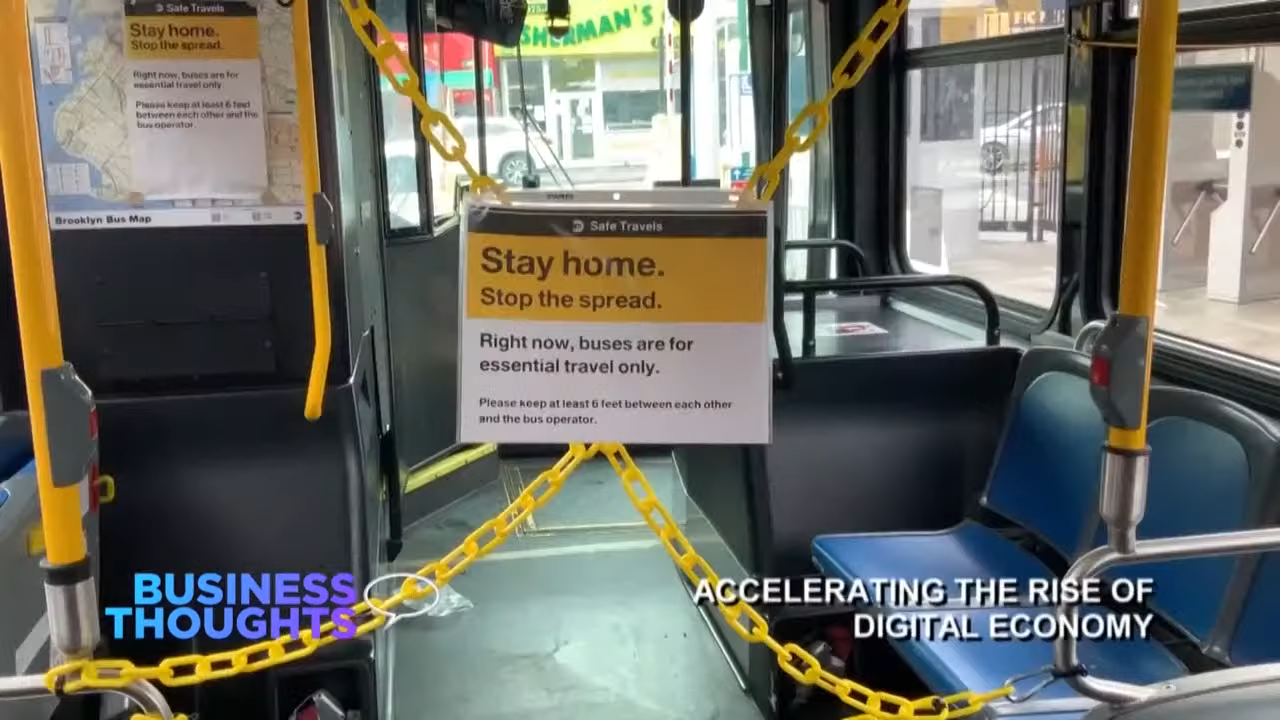 SHERMAN'S
Safe Travels
Stay home.
Stop the spread.
Right now, buses are for
essential travel only
Please keep at least 6 feet
between each other and the
bus operator.
Brooklyn Bus Map
Safe Travels
Stay home.
Stop the spread.
Right now, buses are for
essential travel only.
Please keep at least 6 feet between each other
and the bus operator.
BUSINESS
THOUGHTS
ACCELERATING THE RISE OF
DIGITAL ECONOMY